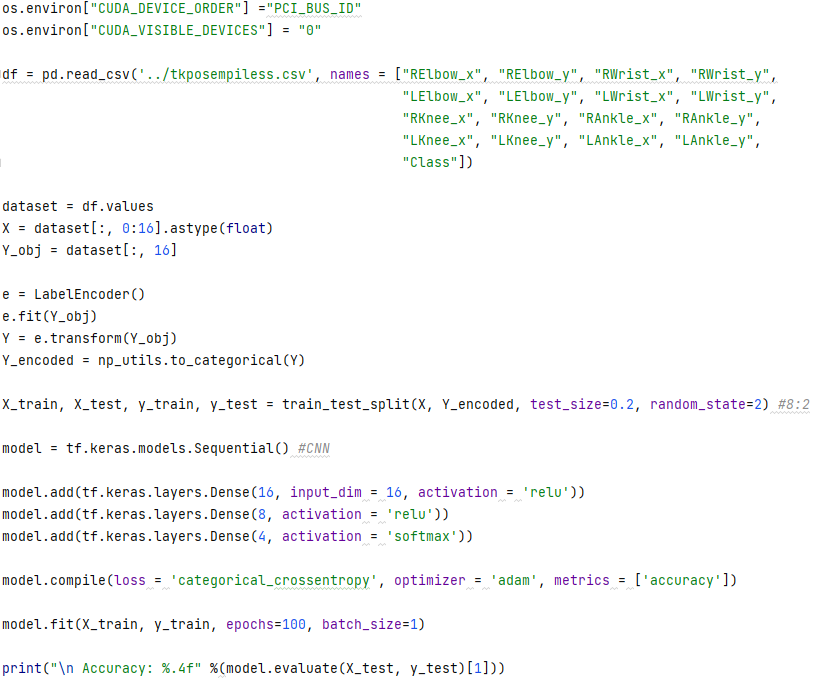 os.environ["CUDA_DEVICE_ORDER"] ="PCI_BUS_ID"
os.environ["CUDA_VISIBLE_DEVICES"] = "0"
df = pd.read_csv('../tkposempiless.csv', names = ["RElbow_x", "RElbow_y", "RWrist_x", "RWrist_y",
"LElbow_x", "LElbow_y", "LWrist_x", "LWrist_y",
"RKnee_x", "RKnee_y", "RAnkle_x", "RAnkle_y",
"LKnee_x", "LKnee_y", "LAnkle_x", "LAnkle_y",
"Class"])
dataset = df.values
X = dataset[:, 0:16].astype(float)
Y_obj = dataset[:, 16]
e = LabelEncoder()
e.fit(Y_obj)
Y = e.transform(Y_obj)
Y_encoded = np_utils.to_categorical(Y)
X_train, X_test, y_train, y_test = train_test_split(X, Y_encoded, test_size=0.2, random_state=2) #8:2
model = tf.keras.models.Sequential() #CNN
model.add(tf.keras.layers.Dense(16, input_dim = 16, activation = 'relu'))
model.add(tf.keras.layers.Dense(8, activation = 'relu'))
model.add(tf.keras.layers.Dense(4, activation = 'softmax'))
model.compile(loss = 'categorical_crossentropy', optimizer = 'adam', metrics = ['accuracy'])
model.fit(X_train, y_train, epochs=100, batch_size=1)
print("\n Accuracy: %.4f" %(model.evaluate(X_test, y_test)[1]))